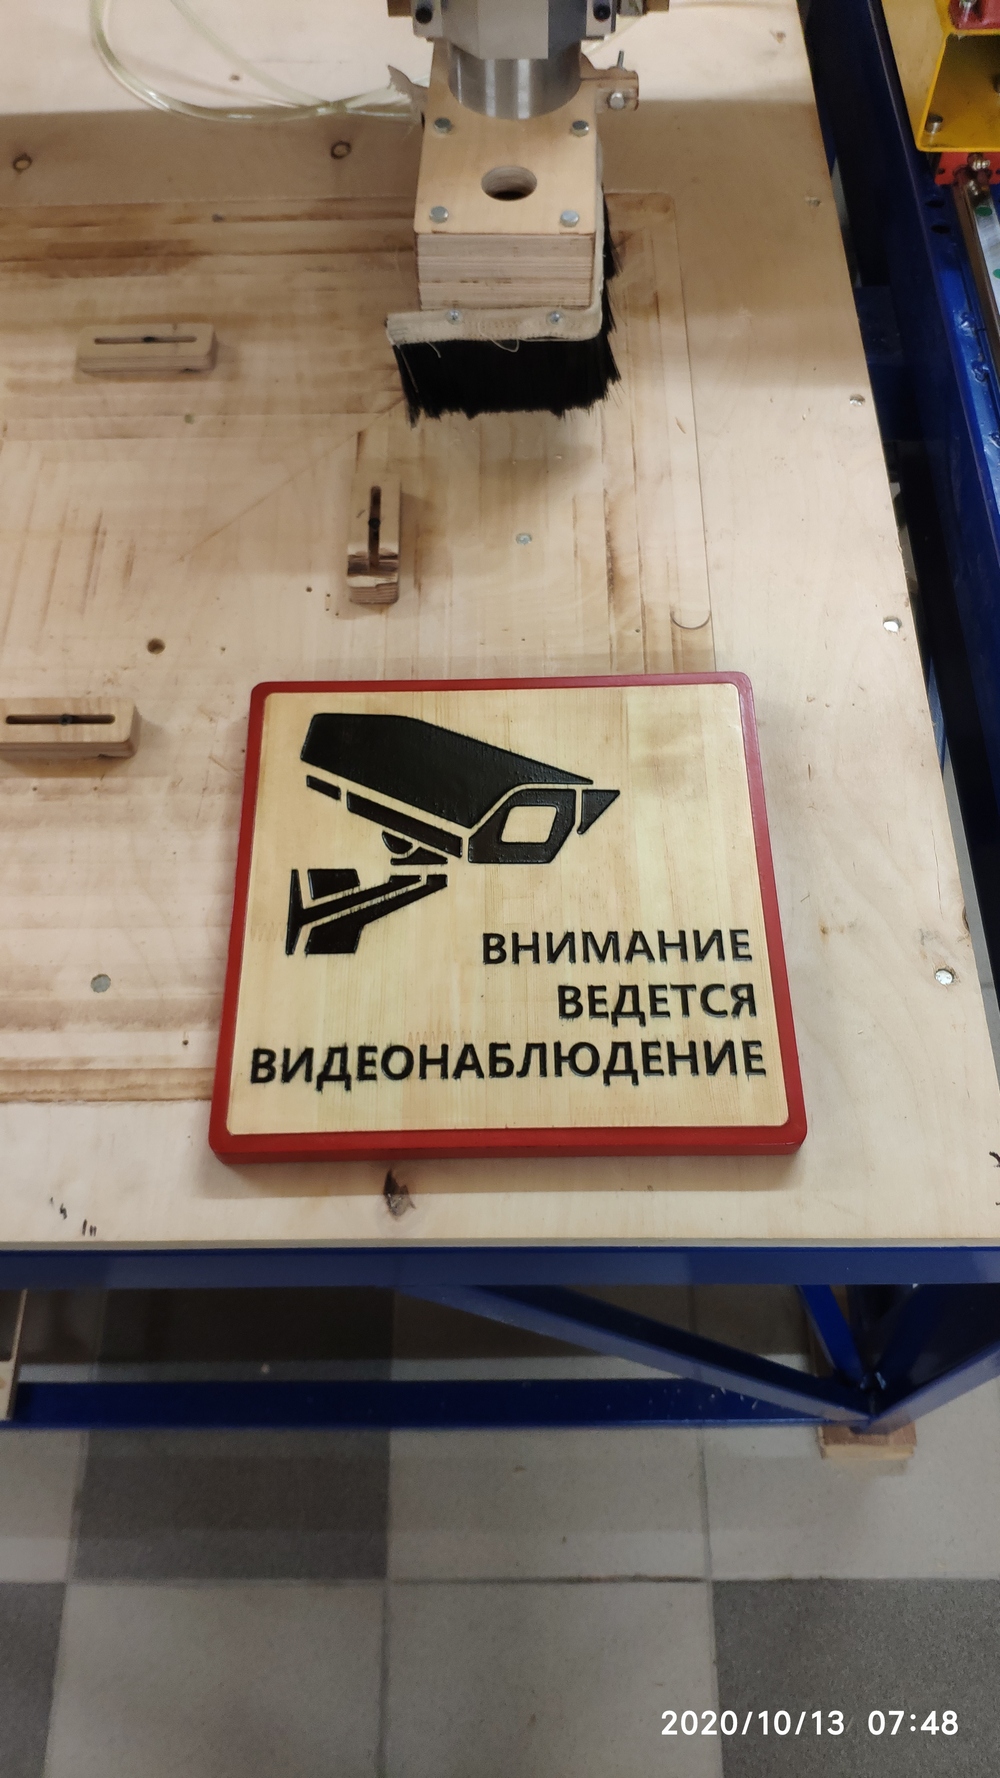 ВНИМАНИЕ
ВЕДЕТСЯ
ВИДЕОНАБЛЮДЕНИЕ
2020/10/13 07:48